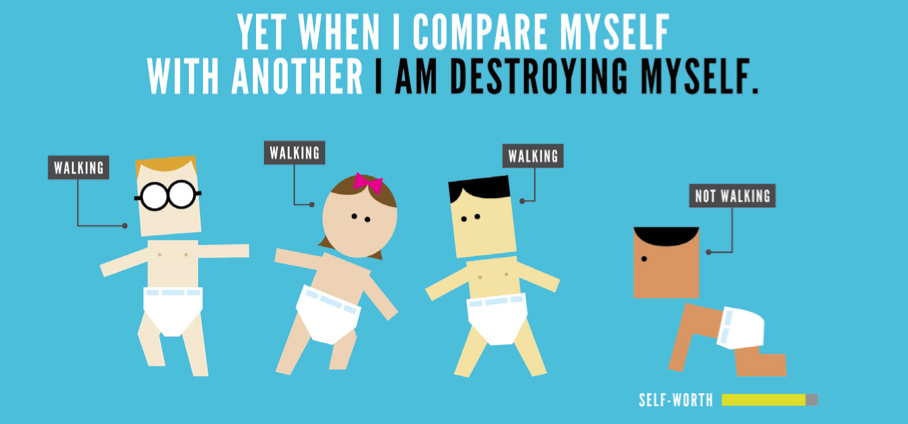 YET WHEN I COMPARE MYSELF
WITH ANOTHER I AM DESTROYING MYSELF.
WALKING
WALKING
WALKING
NOT WALKING
SELF-WORTH